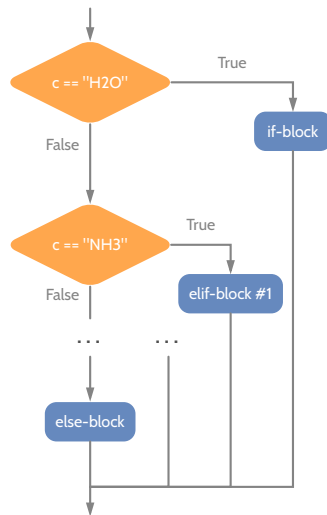 c == "H2O"
True
if-block
False
c == "NH3"
True
elif-block #1
False
... ...
else-block